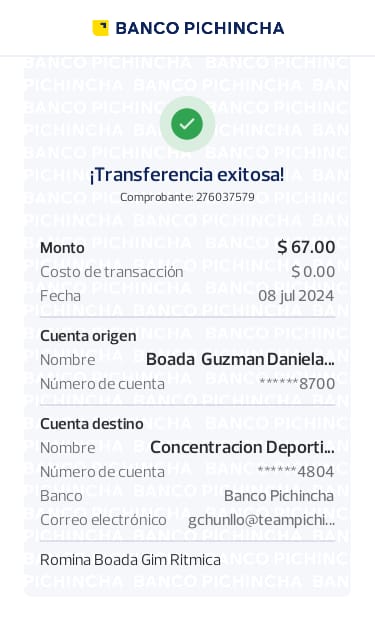 BANCO PICHINCHA
¡Transferencia exitosa!
Comprobante: 276037579
Monto $ 67.00
Costo de transacción $ 0.00
Fecha 08 jul 2024
Cuenta origen
Nombre Boada Guzman Daniela...
Número de cuenta ******8700
Cuenta destino
Nombre Concentracion Deporti...
Número de cuenta ******4804
Banco Banco Pichincha
Correo electrónico gchunllo@teampichi...
Romina Boada Gim Ritmica